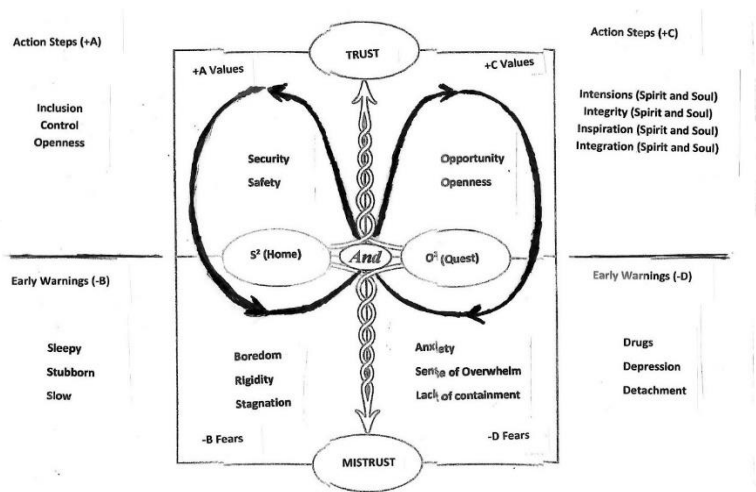 Action Steps (+A)
Inclusion
Control
Openness
TRUST
+A Values
+C Values
Action Steps (+C)
Intensions (Spirit and Soul)
Integrity (Spirit and Soul)
Inspiration (Spirit and Soul)
Integration (Spirit and Soul)
Security
Safety
Opportunity
Openness
S² (Home)
And
O² (Quest)
Early Warnings (-B)
Sleepy
Stubborn
Slow
Boredom
Rigidity
Stagnation
Anxiety
Sense of Overwhelm
Lack of containment
Early Warnings (-D)
Drugs
Depression
Detachment
-B Fears
-D Fears
MISTRUST